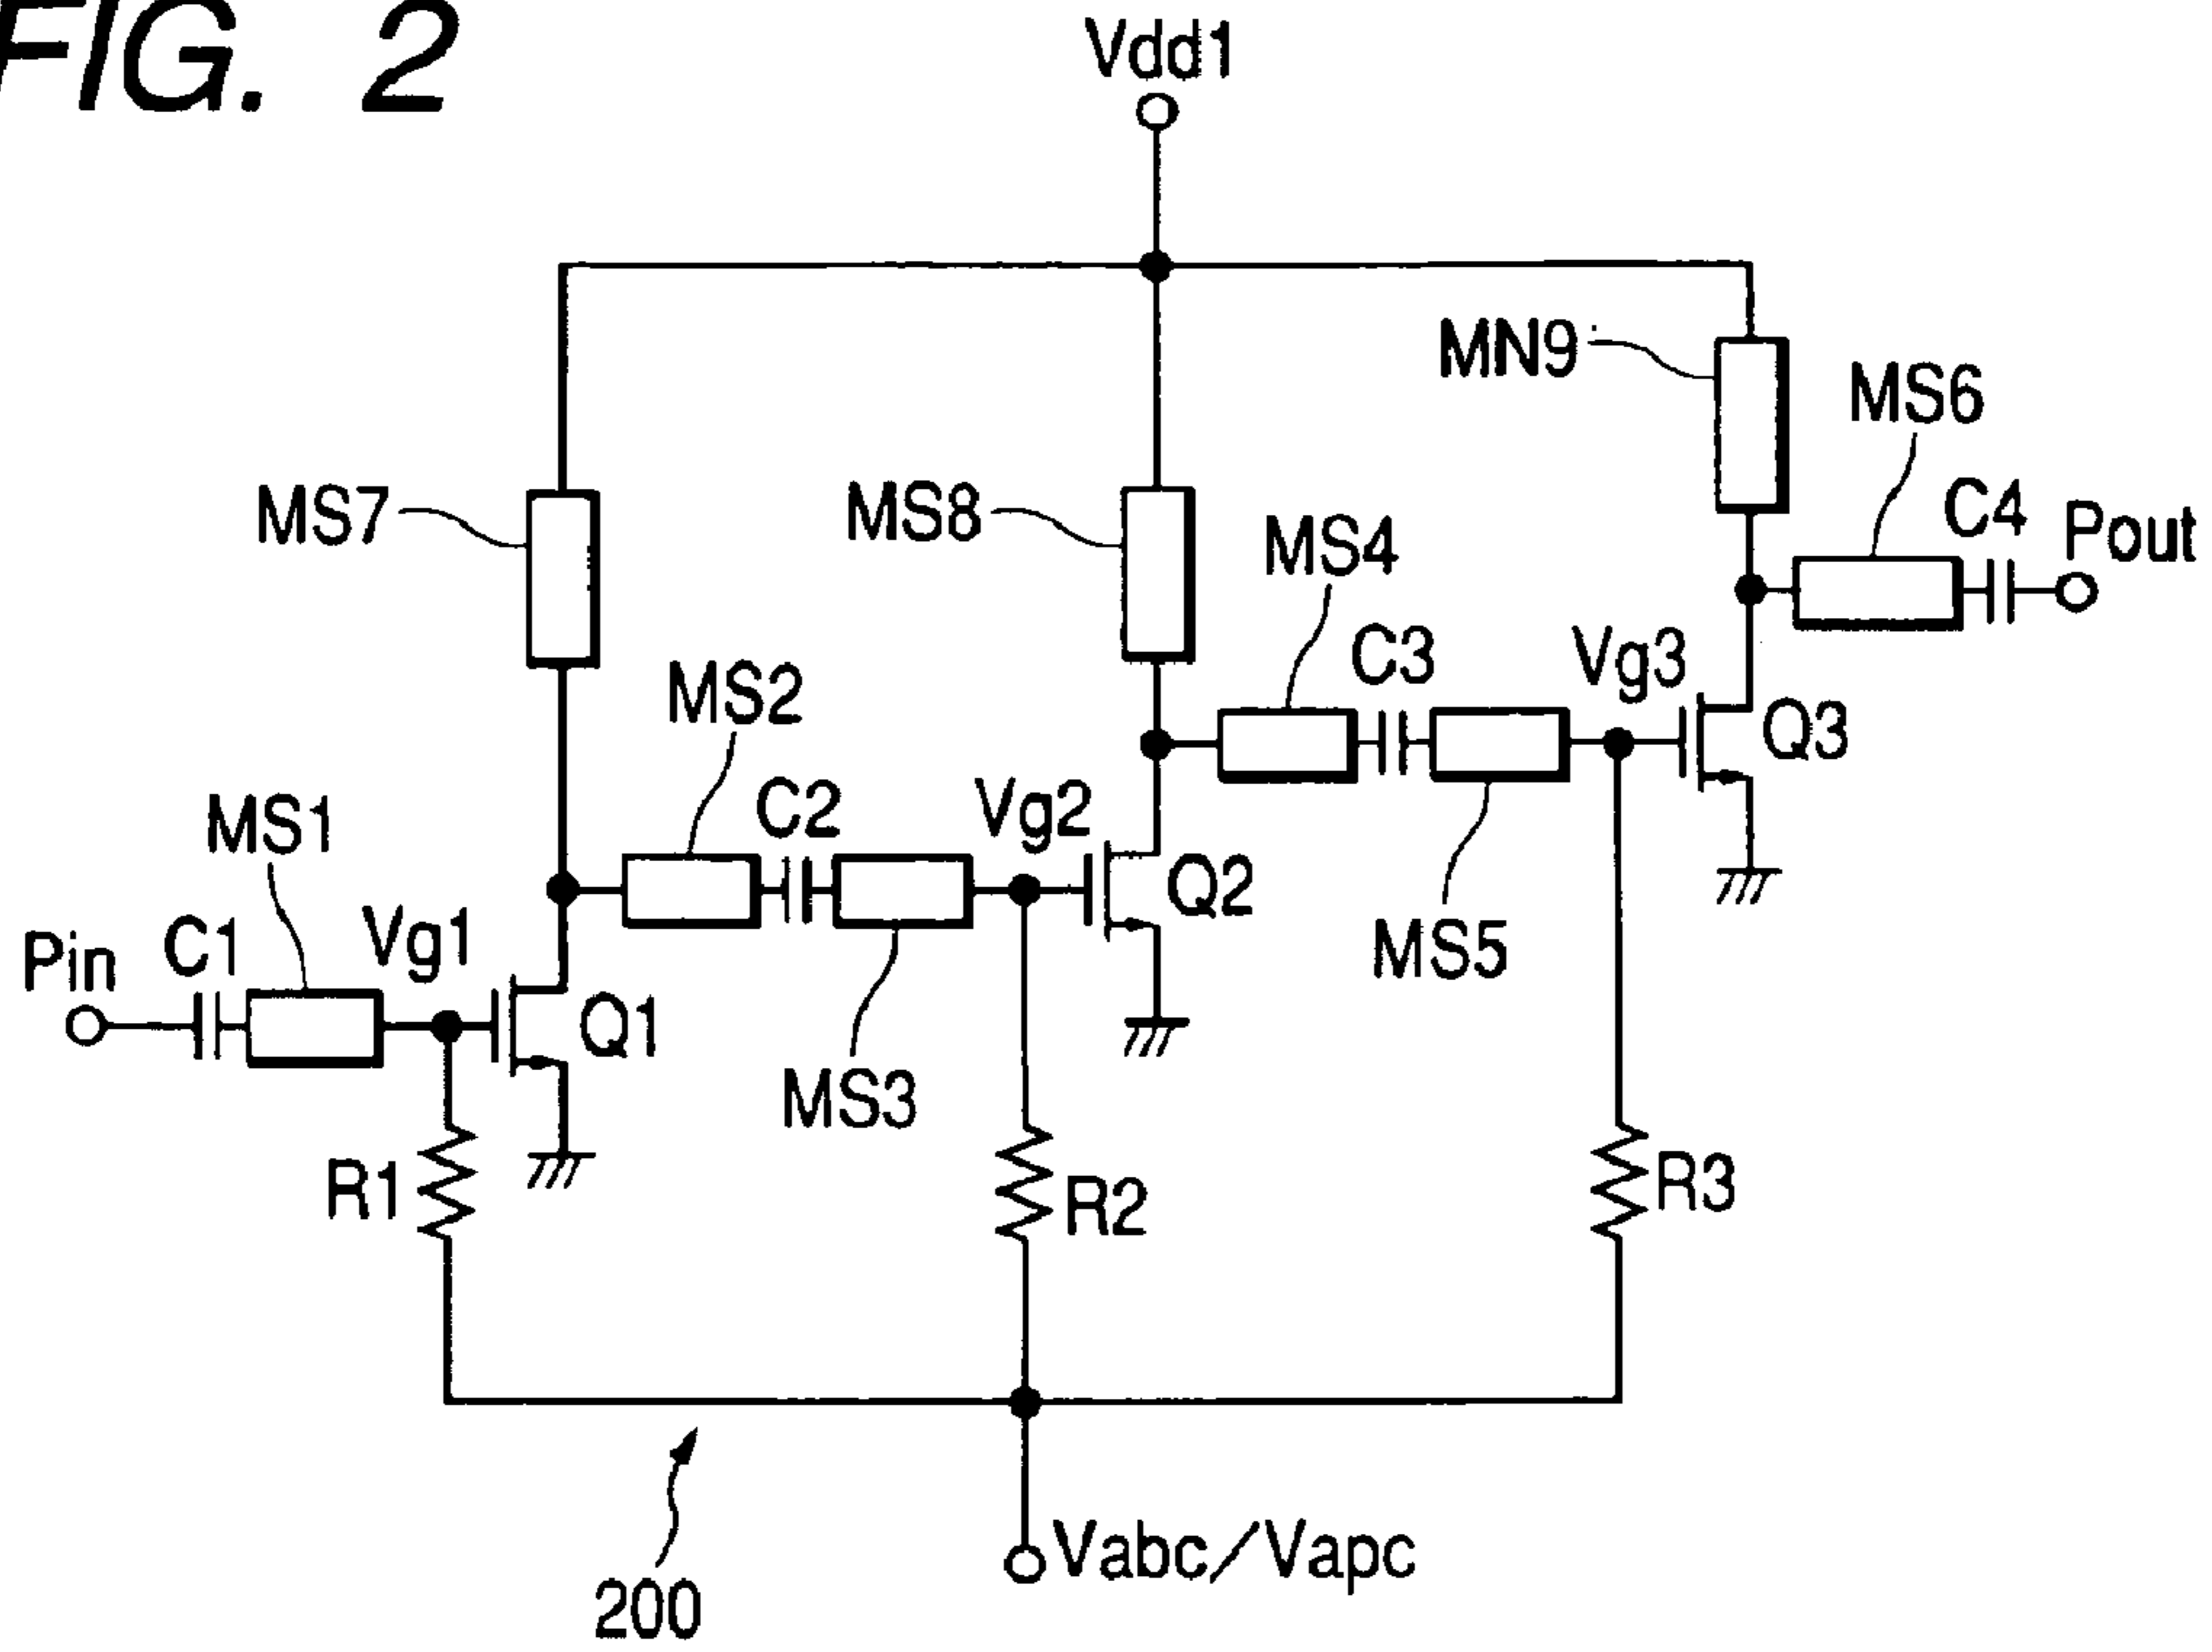 FIG. 2
Vdd1
MN9
MS6
MS7
MS8
C4
Pout
MS4
C3
Vg3
MS2
Q3
C2
Vg2
MS1
Q2
C1
Vg1
MS5
Pin
Q1
MS3
R1
R2
R3
Vabc/Vapc
200